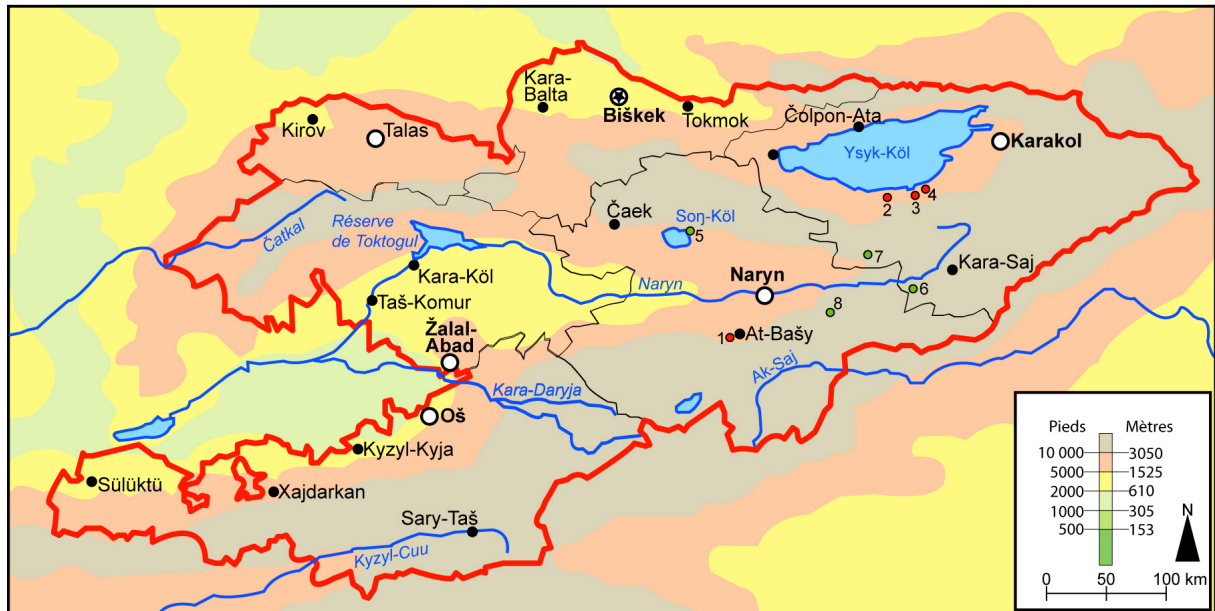 Kara-
Balta
Biškek
Tokmok
Kirov
Talas
Čolpon-Ata
Ysyk-Köl
Karakol
2
3
4
Čatkal
Réserve
de Toktogul
Čaek
Soŋ-Köl
5
7
Kara-Köl
Naryn
Naryn
Kara-Saj
6
Taš-Komur
8
1
At-Bašy
Žalal-
Abad
Ak-Saj
Kara-Daryja
Oš
Kyzyl-Kyja
Sülüktü
Xajdarkan
Sary-Taš
Kyzyl-Cuu
Pieds Mètres
10 000 3050
5000 1525
2000 610
1000 305
500 153
N
0 50 100 km